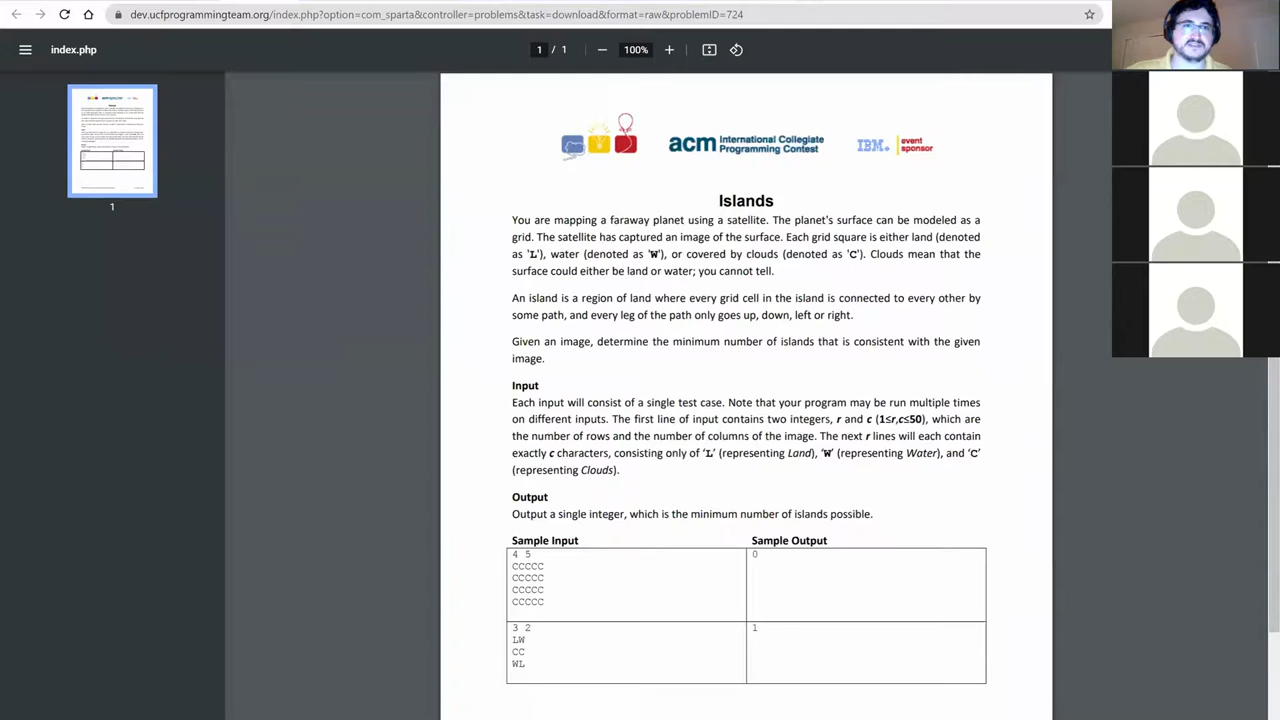 dev.ucfprogrammingteam.org/index.php?option=com_sparta&controller=problems&task=download&format=raw&problemID=724
index.php
1 / 1
100%
1
acm International Collegiate
Programming Contest
IBM.
event
sponsor
Islands
You are mapping a faraway planet using a satellite. The planet's surface can be modeled as a
grid. The satellite has captured an image of the surface. Each grid square is either land (denoted
as 'L'), water (denoted as 'W'), or covered by clouds (denoted as 'C'). Clouds mean that the
surface could either be land or water; you cannot tell.
An island is a region of land where every grid cell in the island is connected to every other by
some path, and every leg of the path only goes up, down, left or right.
Given an image, determine the minimum number of islands that is consistent with the given
image.
Input
Each input will consist of a single test case. Note that your program may be run multiple times
on different inputs. The first line of input contains two integers, r and c (1≤r,c≤50), which are
the number of rows and the number of columns of the image. The next r lines will each contain
exactly c characters, consisting only of 'L' (representing Land), 'W' (representing Water), and 'C'
(representing Clouds).
Output
Output a single integer, which is the minimum number of islands possible.
Sample Input Sample Output
4 5 0
CCCCC
CCCCC
CCCCC
CCCCC
3 2 1
LW
CC
WL